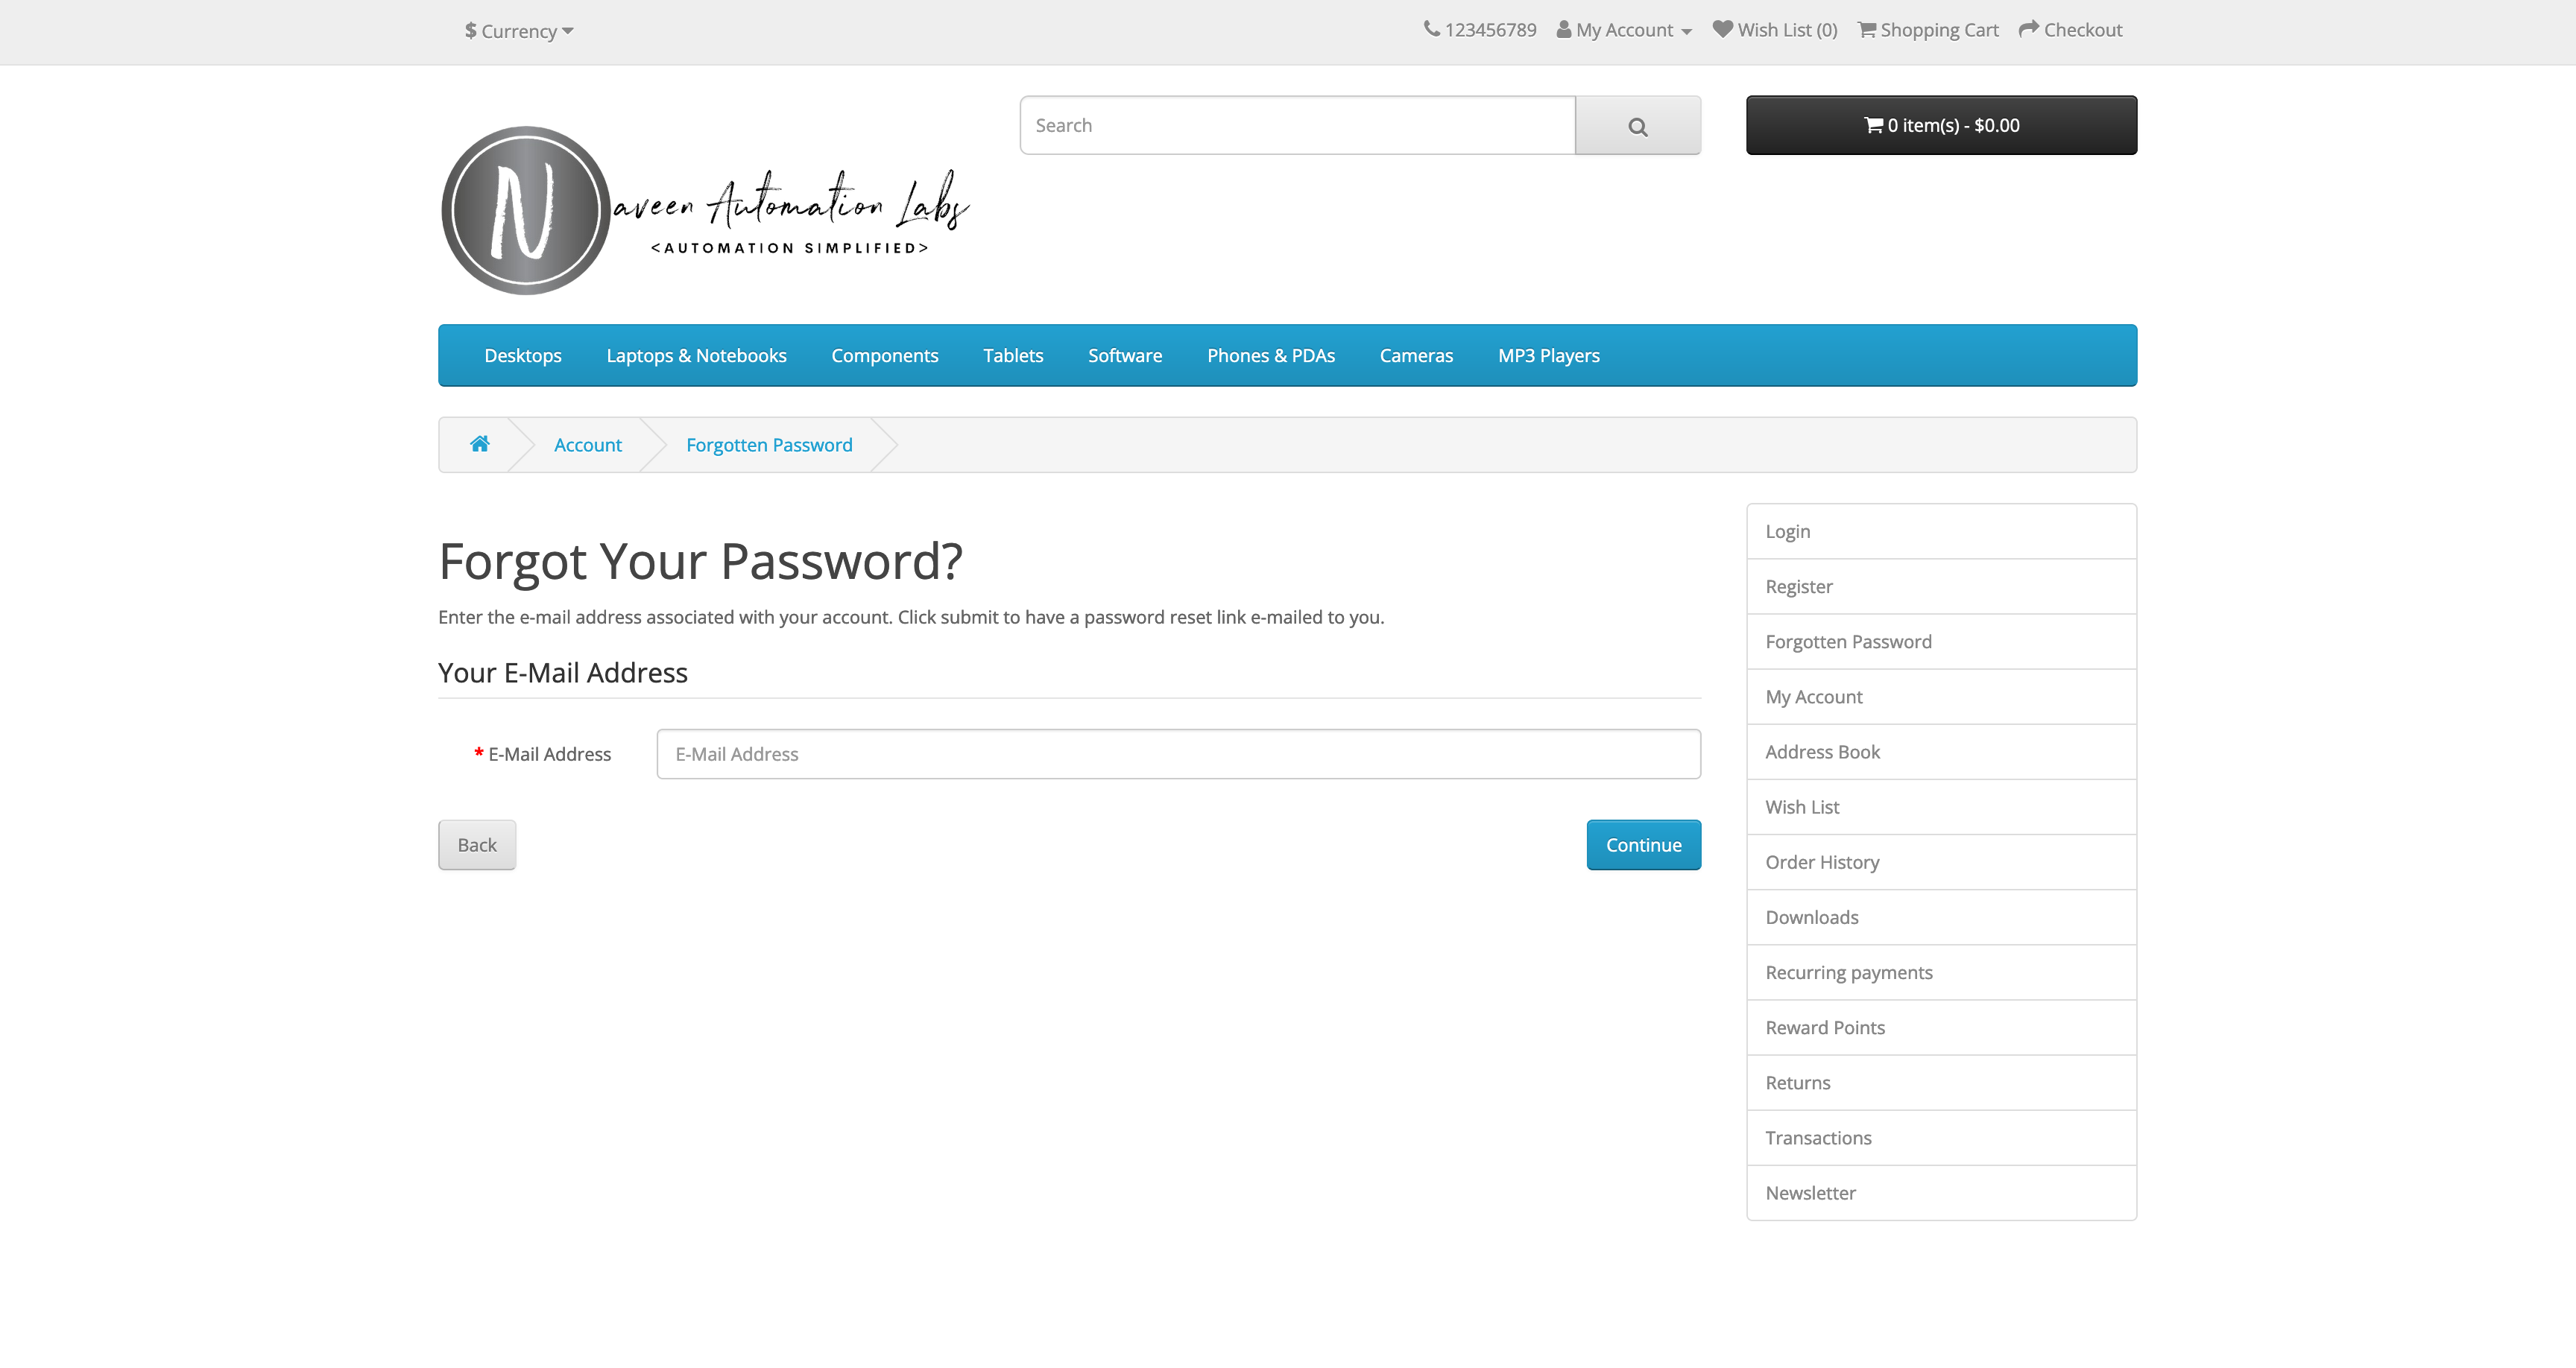 $ Currency
123456789 My Account Wish List (0) Shopping Cart Checkout
Search
0 item(s) - $0.00
Naveen Automation Labs
<AUTOMATION SIMPLIFIED>
Desktops Laptops & Notebooks Components Tablets Software Phones & PDAs Cameras MP3 Players
Account Forgotten Password
Forgot Your Password?
Enter the e-mail address associated with your account. Click submit to have a password reset link e-mailed to you.
Your E-Mail Address
* E-Mail Address
E-Mail Address
Back
Continue
Login
Register
Forgotten Password
My Account
Address Book
Wish List
Order History
Downloads
Recurring payments
Reward Points
Returns
Transactions
Newsletter